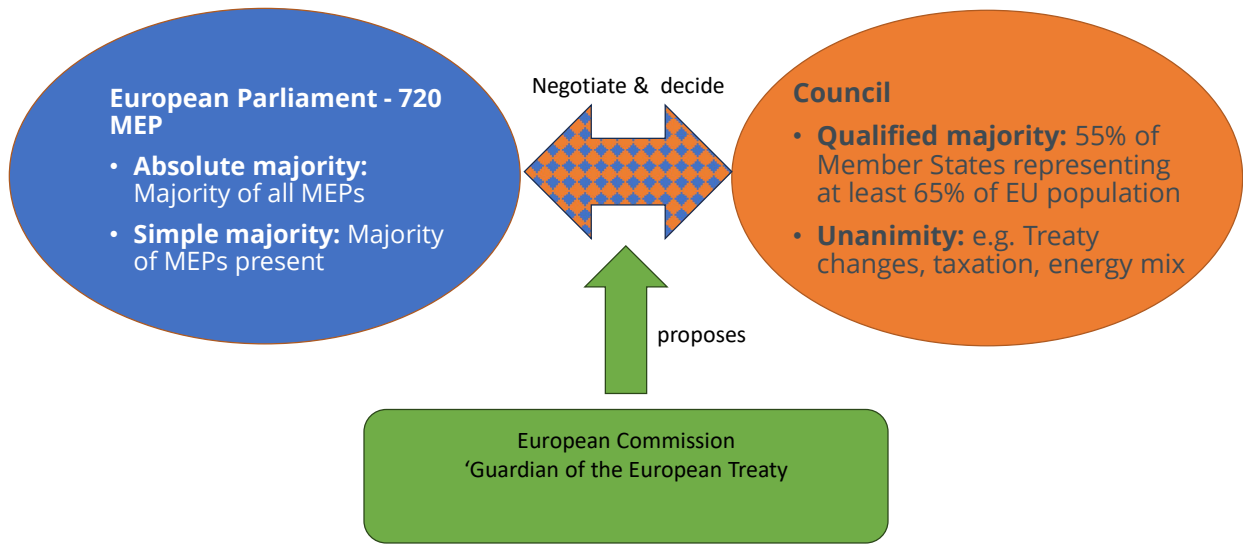 European Parliament - 720
MEP
• Absolute majority:
Majority of all MEPs
• Simple majority: Majority
of MEPs present
Negotiate & decide
Council
• Qualified majority: 55% of
Member States representing
at least 65% of EU population
• Unanimity: e.g. Treaty
changes, taxation, energy mix
proposes
European Commission
‘Guardian of the European Treaty